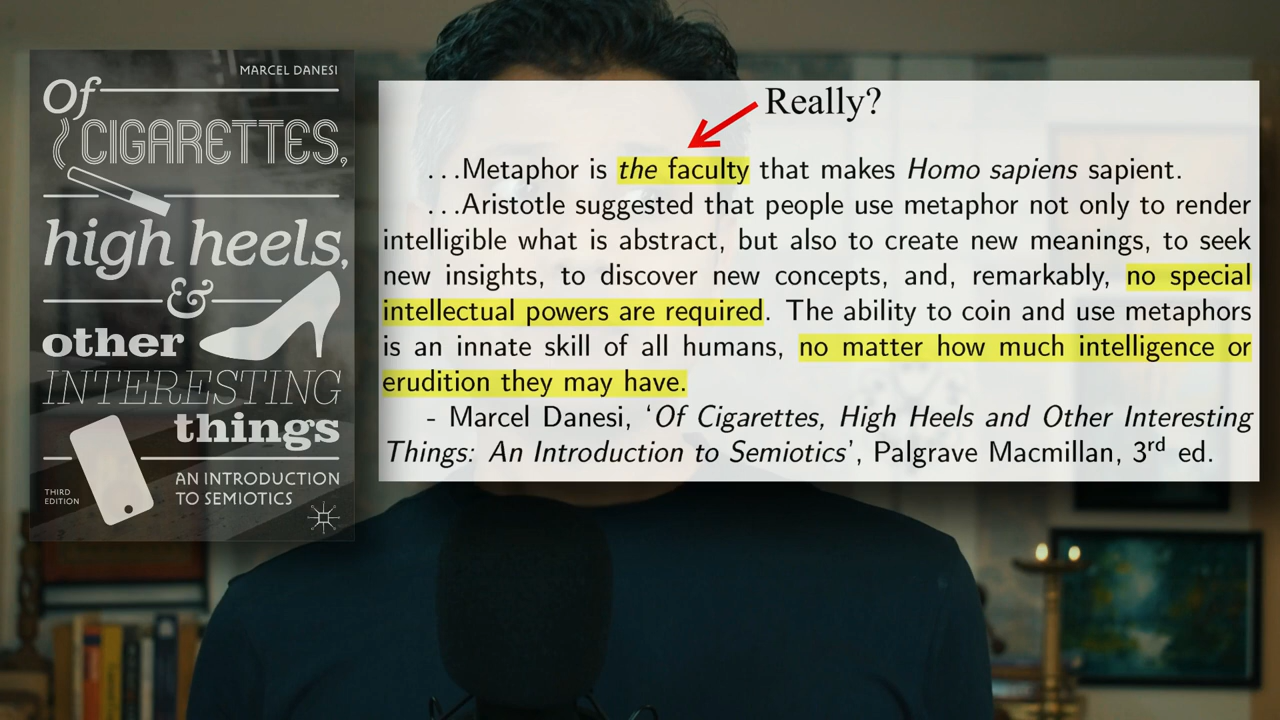 MARCEL DANESI
Of
CIGARETTES,
high heels,
&
other
INTERESTING
things
AN INTRODUCTION
TO SEMIOTICS
THIRD
EDITION
Really?
...Metaphor is the faculty that makes Homo sapiens sapient.
...Aristotle suggested that people use metaphor not only to render
intelligible what is abstract, but also to create new meanings, to seek
new insights, to discover new concepts, and, remarkably, no special
intellectual powers are required. The ability to coin and use metaphors
is an innate skill of all humans, no matter how much intelligence or
erudition they may have.
- Marcel Danesi, ‘Of Cigarettes, High Heels and Other Interesting
Things: An Introduction to Semiotics’, Palgrave Macmillan, 3rd ed.